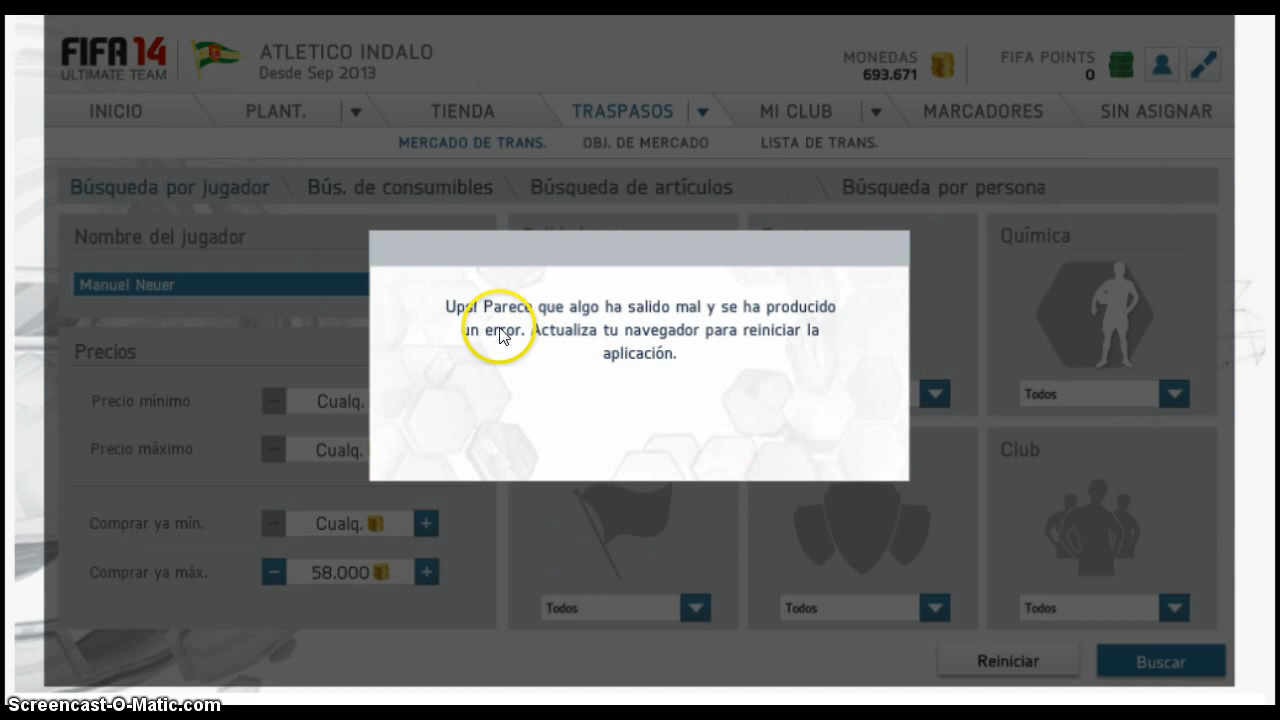 FIFA 14
ULTIMATE TEAM
ATLETICO INDALO
Desde Sep 2013
MONEDAS
693.671
FIFA POINTS
0
INICIO PLANT. TIENDA TRASPASOS MI CLUB MARCADORES SIN ASIGNAR
MERCADO DE TRANS. OBJ. DE MERCADO LISTA DE TRANS.
Búsqueda por jugador Bús. de consumibles Búsqueda de artículos Búsqueda por persona
Nombre del jugador
Química
Manuel Neuer
Ups! Parece que algo ha salido mal y se ha producido
un error. Actualiza tu navegador para reiniciar la
aplicación.
Precios
Precio mínimo Cualq.
Todos
Precio máximo Cualq.
Club
Comprar ya mín. Cualq.
Comprar ya máx. 58.000
Todos Todos Todos
Reiniciar Buscar
Screencast-O-Matic.com